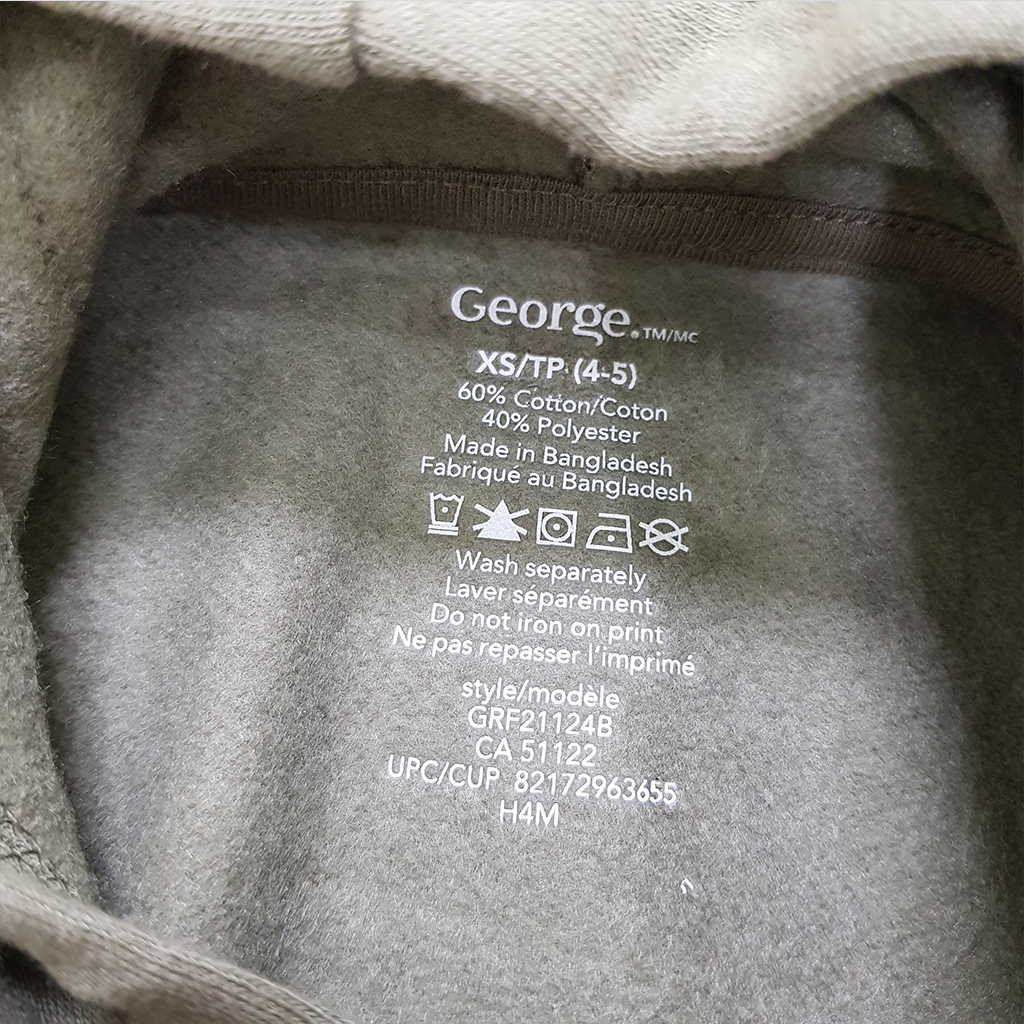 George.TM/MC
XS/TP (4-5)
60% Cotton/Coton
40% Polyester
Made in Bangladesh
Fabriqué au Bangladesh
Wash separately
Laver séparément
Do not iron on print
Ne pas repasser l'imprimé
style/modèle
GRF21124B
CA 51122
UPC/CUP 82172963655
H4M